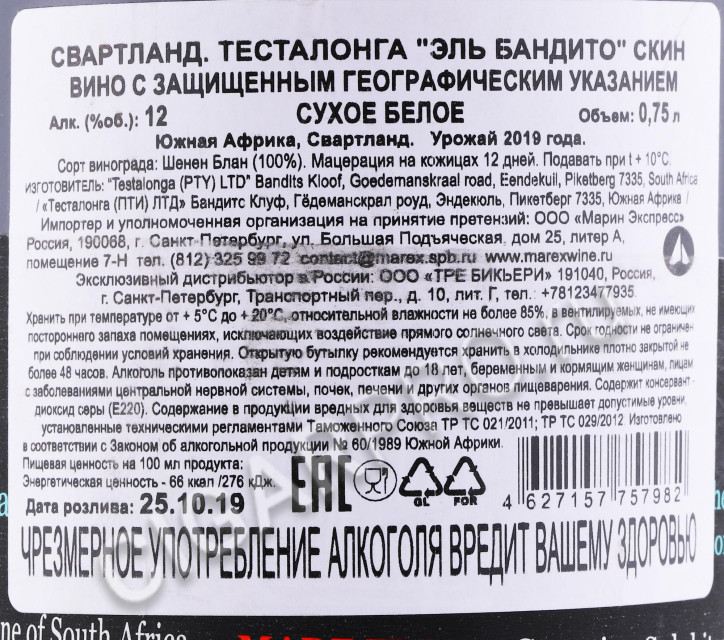 СВАРТЛАНД. ТЕСТАЛОНГА "ЭЛЬ БАНДИТО" СКИН
ВИНО С ЗАЩИЩЕННЫМ ГЕОГРАФИЧЕСКИМ УКАЗАНИЕМ
Алк. (%об.): 12 СУХОЕ БЕЛОЕ Объем: 0,75 л
Южная Африка, Свартланд. Урожай 2019 года.
Сорт винограда: Шенен Блан (100%). Мацерация на кожицах 12 дней. Подавать при t + 10°C.
ИЗГОТОВИТЕЛЬ: "Testalonga (PTY) LTD" Bandits Kloof, Goedemanskraal road, Eendekuil, Piketberg 7335, South Africa
/ «Тесталонга (ПТИ) ЛТД» Бандитс Клуф, Гёдеманскрал роуд, Эндекюль, Пикетберг 7335, Южная Африка /
Импортер и уполномоченная организация на принятие претензий: ООО «Марин Экспресс»
Россия, 190068, г. Санкт-Петербург, ул. Большая Подъяческая, дом 25, литер А,
помещение 7-Н тел. (812) 325 99 72 contact@marex.spb.ru www.marexwine.ru
Эксклюзивный дистрибьютор в России: ООО «ТРЕ БИКЬЕРИ» 191040, Россия,
г. Санкт-Петербург, Транспортный пер., д. 10, лит. Г, тел.: +78123477935.
Хранить при температуре от + 5°C до + 20°C, относительной влажности не более 85%, в вентилируемых, не имеющих
постороннего запаха помещениях, исключающих воздействие прямого солнечного света. Срок годности не ограничен
при соблюдении условий хранения. Открытую бутылку рекомендуется хранить в холодильнике плотно закрытой не
более 48 часов. Алкоголь противопоказан детям и подросткам до 18 лет, беременным и кормящим женщинам, лицам
с заболеваниями центральной нервной системы, почек, печени и других органов пищеварения. Содержит консервант
диоксид серы (Е220). Содержание в продукции вредных для здоровья веществ не превышает допустимые уровни,
установленные техническими регламентами Таможенного Союза ТР ТС 021/2011; ТР ТС 029/2012. Изготовлено
в соответствии с Законом об алкогольной продукции № 60/1989 Южной Африки.
Пищевая ценность на 100 мл продукта:
Энергетическая ценность - 66 ккал /276 кДж.
EAC GL FOR
4 627157 757982
Дата розлива: 25.10.19
ЧРЕЗМЕРНОЕ УПОТРЕБЛЕНИЕ АЛКОГОЛЯ ВРЕДИТ ВАШЕМУ ЗДОРОВЬЮ
ne of South Africa